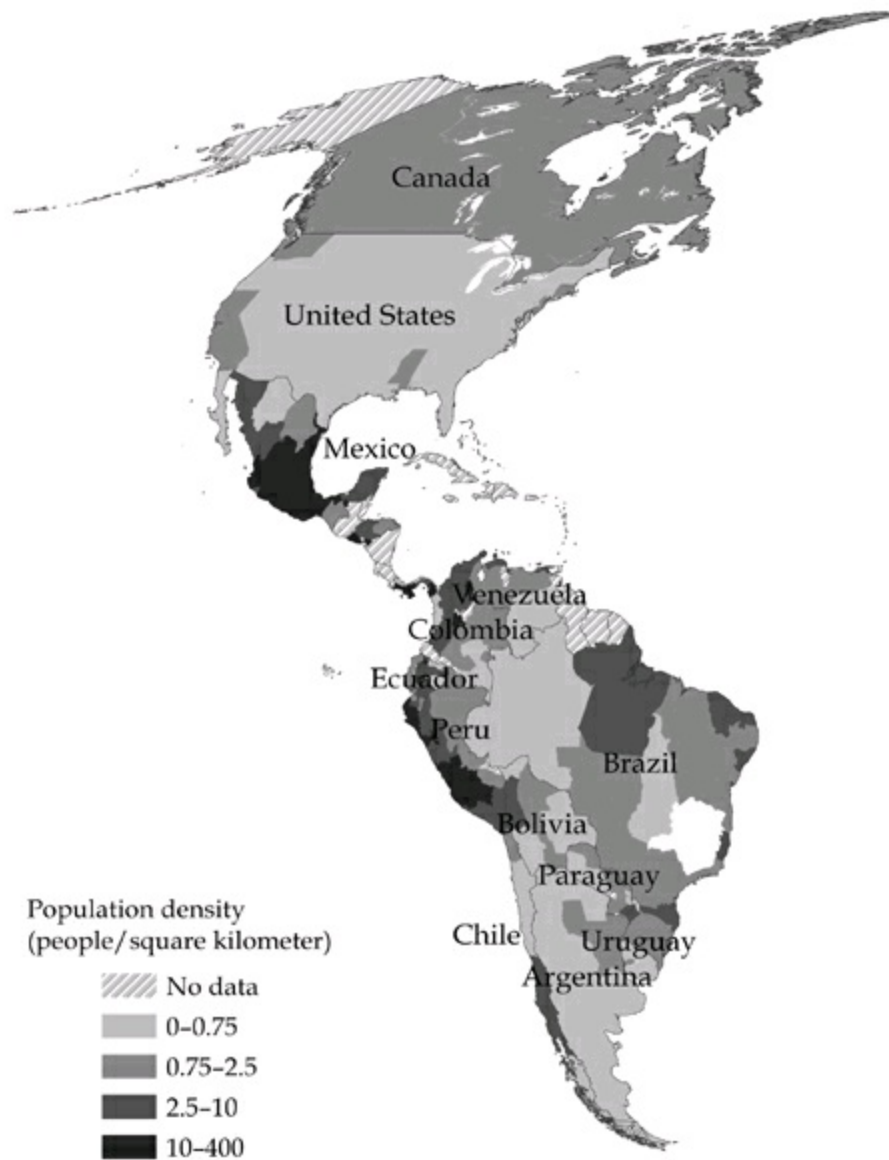 Canada
United States
Mexico
Venezuela
Colombia
Ecuador
Peru
Brazil
Bolivia
Paraguay
Chile
Uruguay
Argentina
Population density
(people/square kilometer)
No data
0–0.75
0.75–2.5
2.5–10
10–400